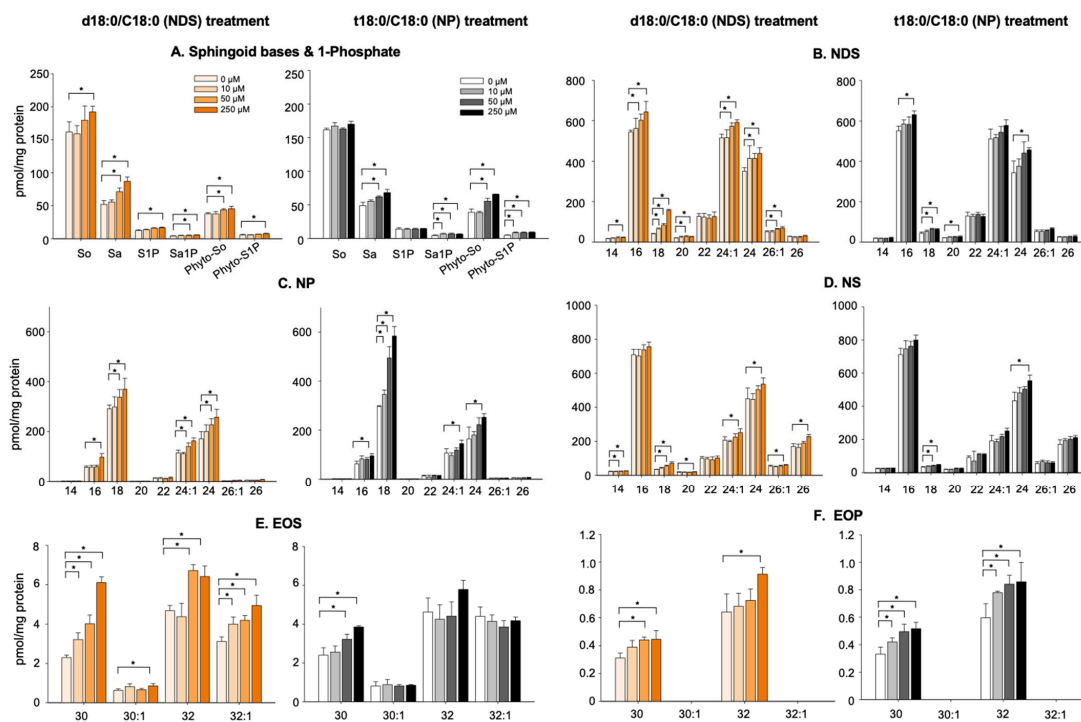 d18:0/C18:0 (NDS) treatment
t18:0/C18:0 (NP) treatment
d18:0/C18:0 (NDS) treatment
t18:0/C18:0 (NP) treatment
A. Sphingoid bases & 1-Phosphate
B. NDS
pmol/mg protein
250
200
150
100
50
0
0 µM
10 µM
50 µM
250 µM
So
Sa
S1P
Sa1P
Phyto-So
Phyto-S1P
250
200
150
100
50
0
0 µM
10 µM
50 µM
250 µM
So
Sa
S1P
Sa1P
Phyto-So
Phyto-S1P
800
600
400
200
0
14 16 18 20 22 24:1 24 26:1 26
800
600
400
200
0
14 16 18 20 22 24:1 24 26:1 26
C. NP
D. NS
pmol/mg protein
600
400
200
0
14 16 18 20 22 24:1 24 26:1 26
600
400
200
0
14 16 18 20 22 24:1 24 26:1 26
1000
800
600
400
200
0
14 16 18 20 22 24:1 24 26:1 26
1000
800
600
400
200
0
14 16 18 20 22 24:1 24 26:1 26
E. EOS
F. EOP
pmol/mg protein
8
6
4
2
0
30 30:1 32 32:1
8
6
4
2
0
30 30:1 32 32:1
1.2
1.0
0.8
0.6
0.4
0.2
0
30 30:1 32 32:1
1.2
1.0
0.8
0.6
0.4
0.2
0
30 30:1 32 32:1